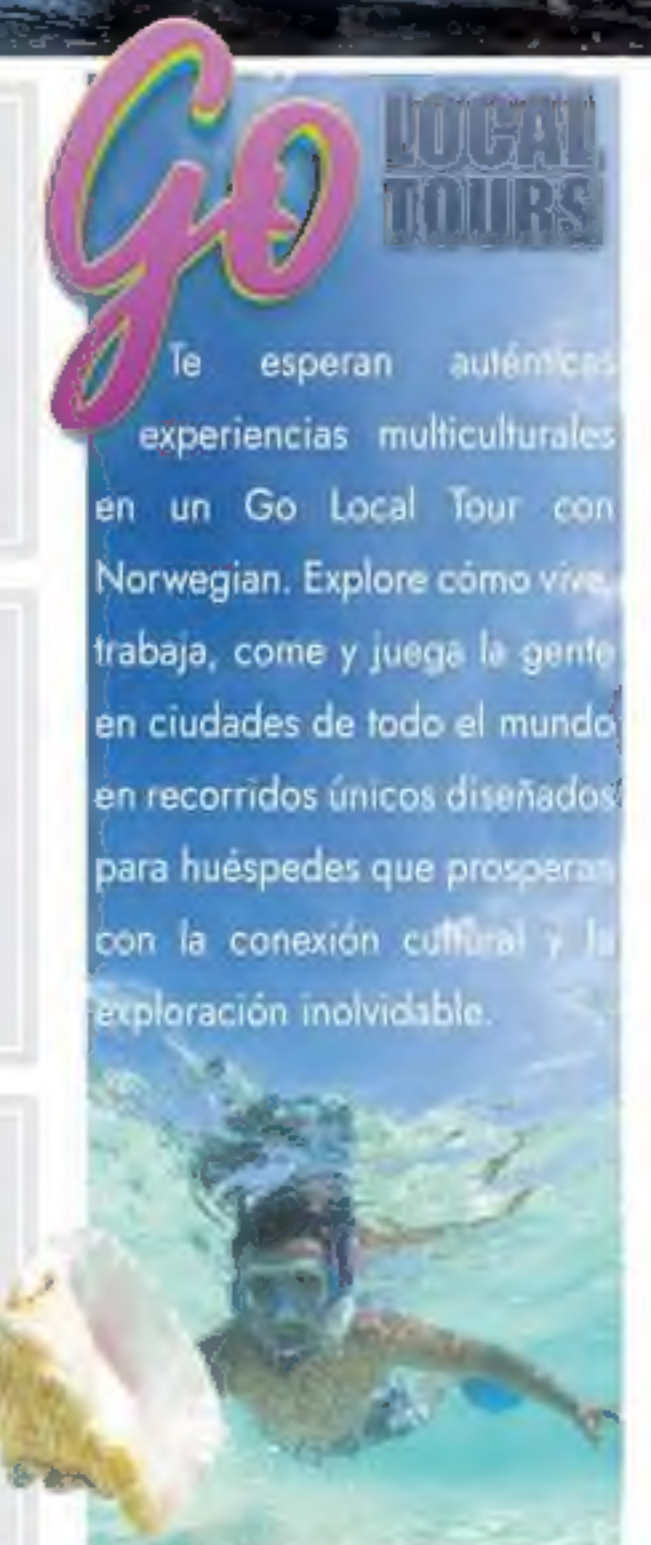 Go LOCAL
TOURS
Te esperan auténticas
experiencias multiculturales
en un Go Local Tour con
Norwegian. Explore cómo vive,
trabaja, come y juega la gente
en ciudades de todo el mundo
en recorridos únicos diseñados
para huéspedes que prosperan
con la conexión cultural y la
exploración inolvidable.